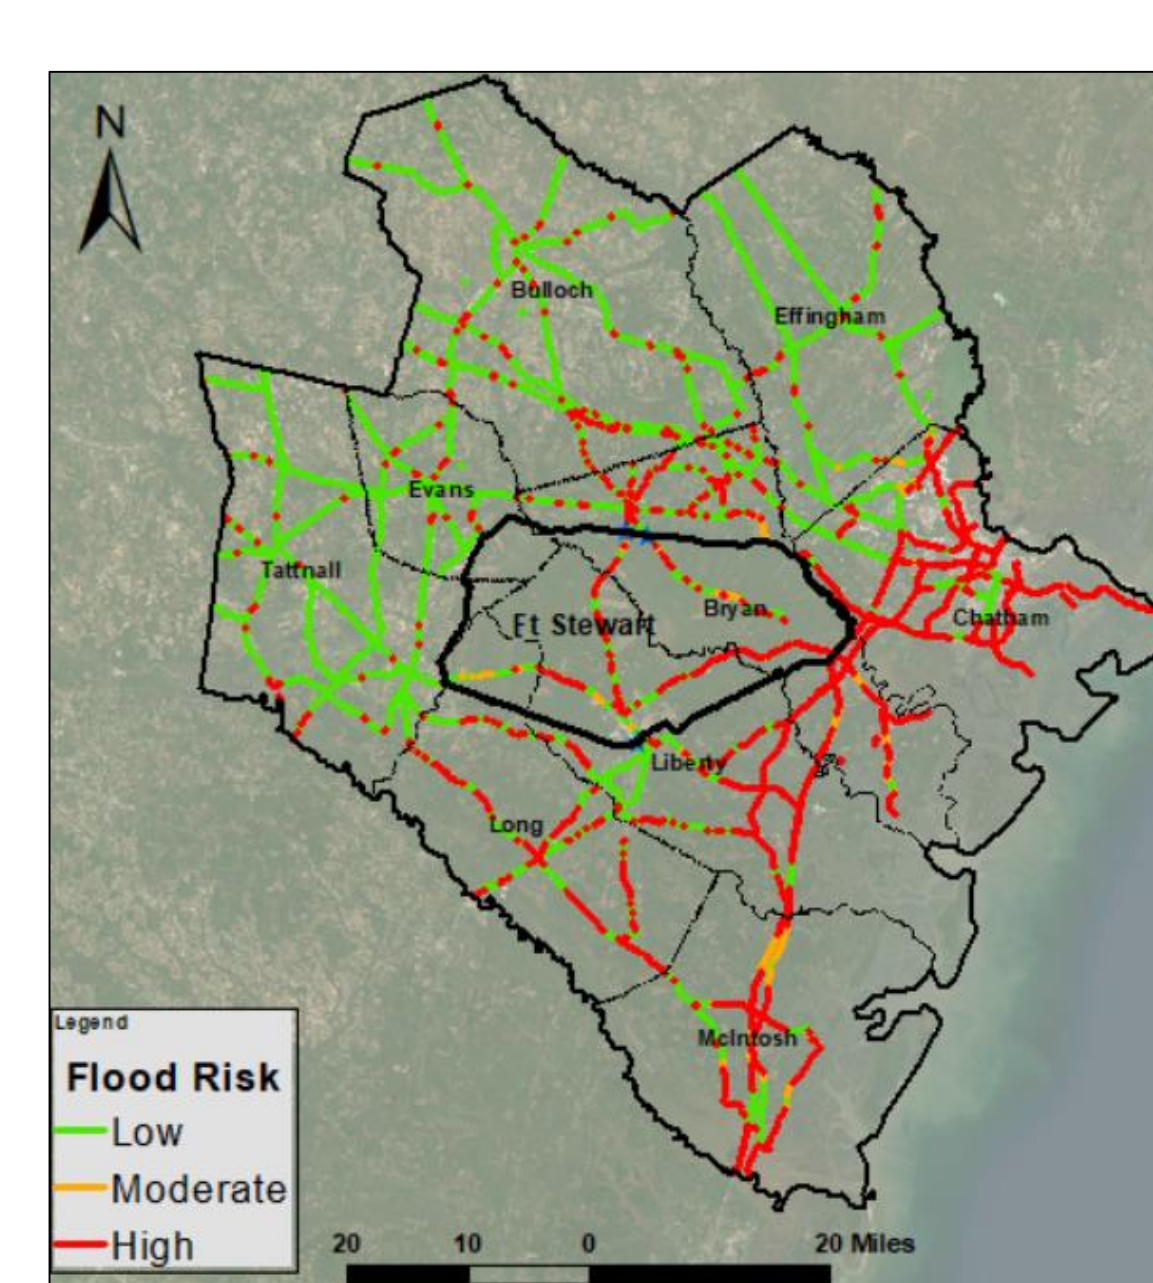 N
Bulloch
Effingham
Evans
Tattnall
Ft Stewart
Bryan
Chatham
Liberty
Long
McIntosh
Legend
Flood Risk
Low
Moderate
High
20 10 0 20 Miles